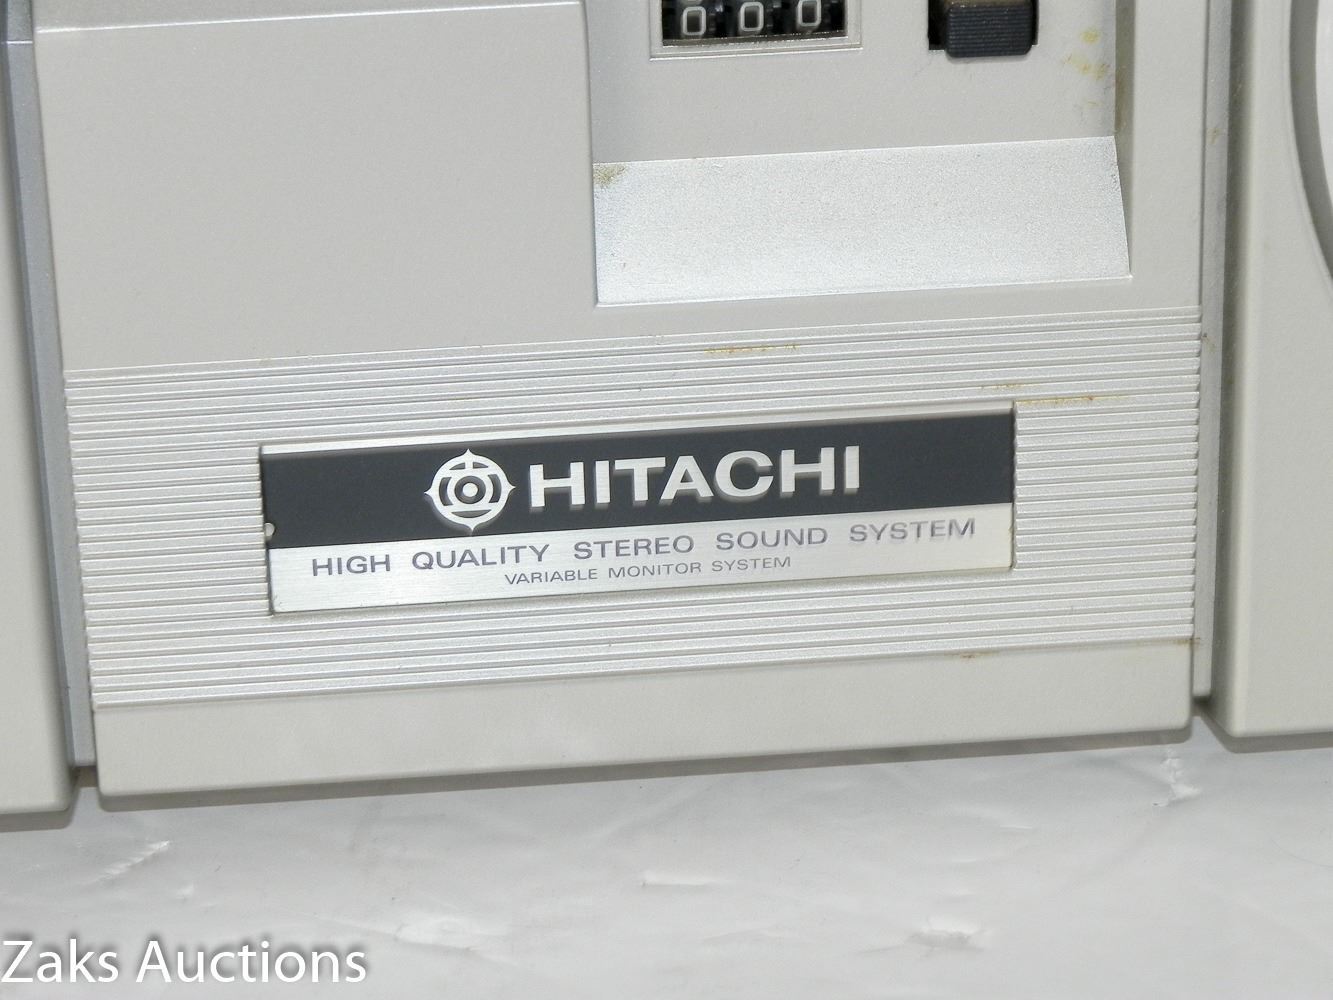 000
HITACHI
HIGH QUALITY STEREO SOUND SYSTEM
VARIABLE MONITOR SYSTEM
Zaks Auctions